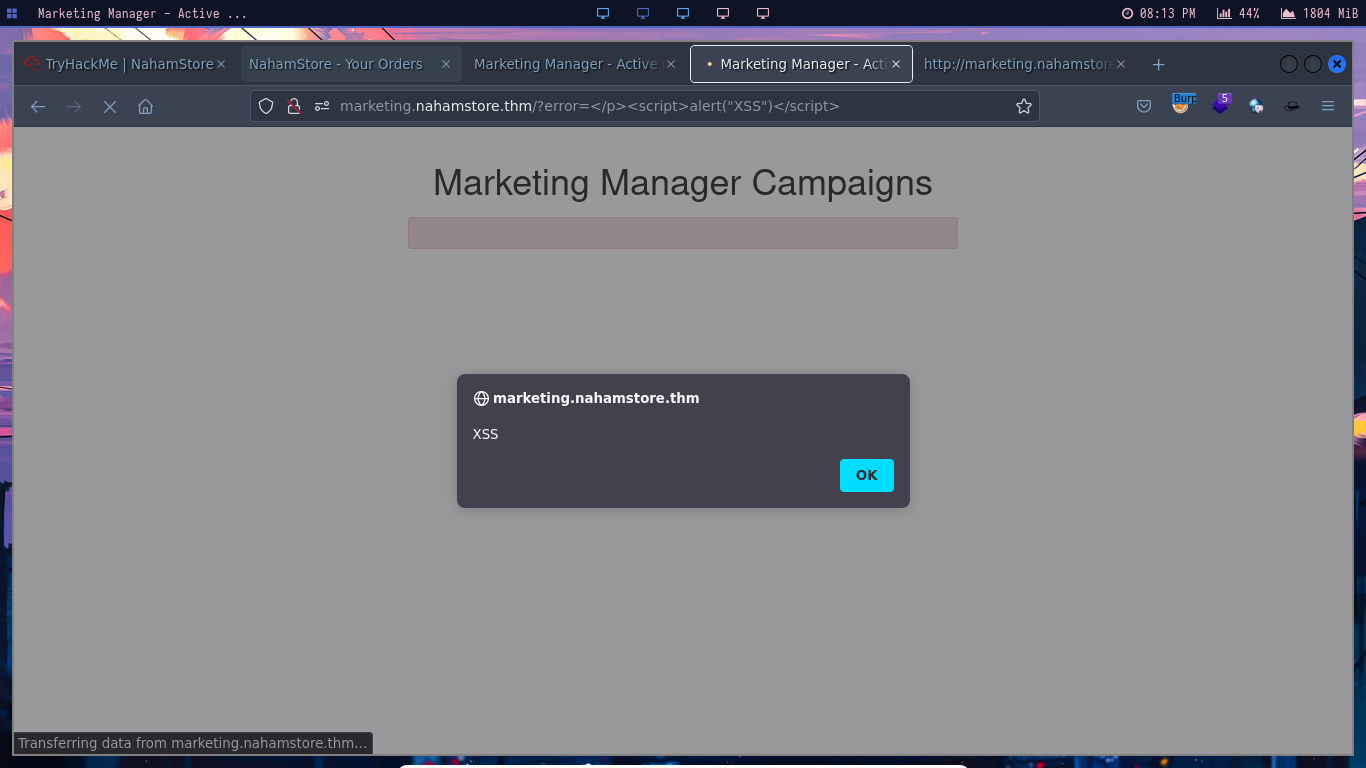 Marketing Manager - Active ...
08:13 PM 44% 1804 MiB
TryHackMe | NahamStore
NahamStore - Your Orders
Marketing Manager - Active
Marketing Manager - Acti
http://marketing.nahamstore
marketing.nahamstore.thm/?error=</p><script>alert("XSS")</script>
Burp
5
Marketing Manager Campaigns
marketing.nahamstore.thm
XSS
OK
Transferring data from marketing.nahamstore.thm…